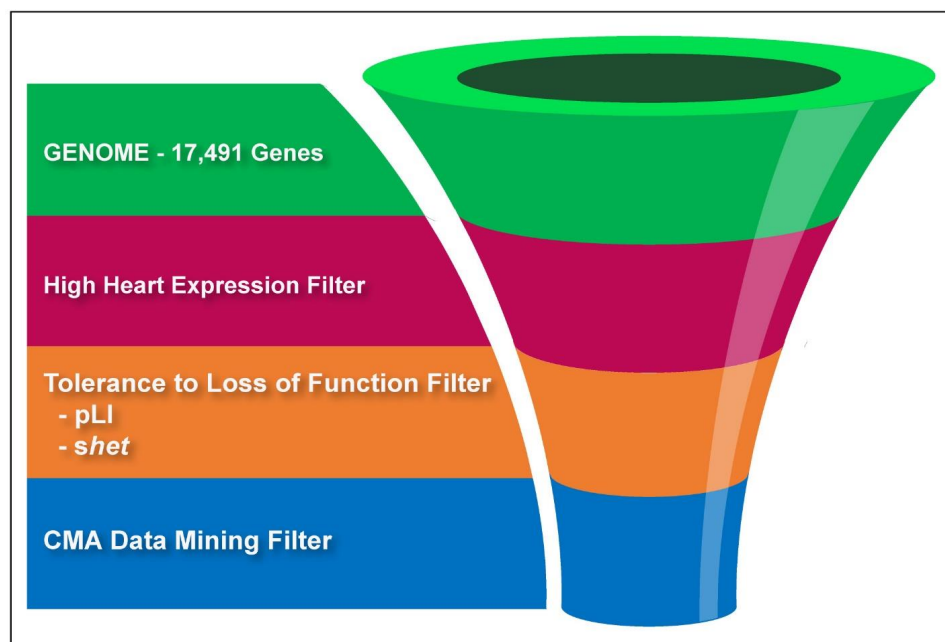 GENOME - 17,491 Genes
High Heart Expression Filter
Tolerance to Loss of Function Filter
- pLI
- shet
CMA Data Mining Filter